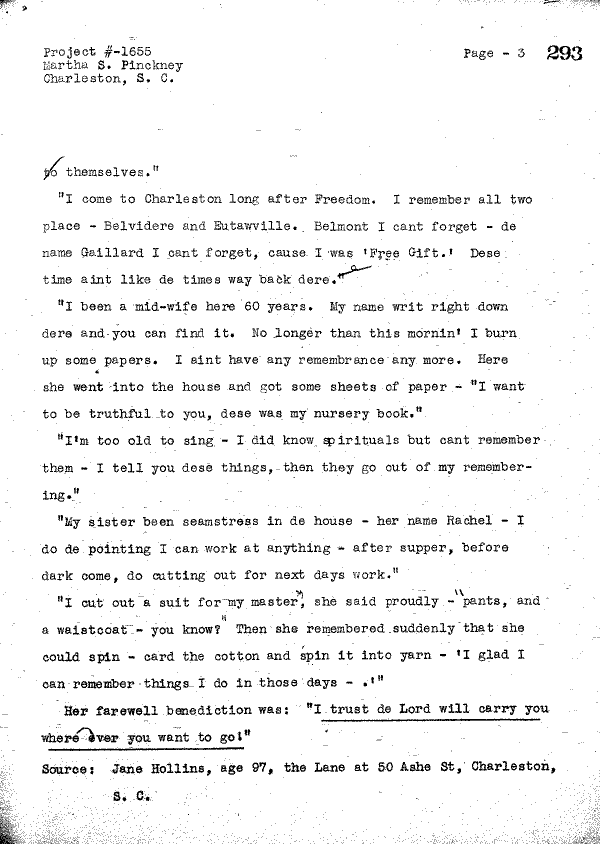 Project #-1655
Martha S. Pinckney
Charleston, S. C.
Page - 3 293
to themselves."
"I come to Charleston long after Freedom. I remember all two
place - Belvidere and Eutawville. Belmont I cant forget - de
name Gaillard I cant forget, cause I was 'Free Gift.' Dese
time aint like de times way back dere."
"I been a mid-wife here 60 years. My name writ right down
dere and you can find it. No longer than this mornin' I burn
up some papers. I aint have any remembrance any more. Here
she went into the house and got some sheets of paper - "I want
to be truthful to you, dese was my nursery book."
"I'm too old to sing - I did know spirituals but cant remember
them - I tell you dese things, then they go out of my remember-
ing."
"My sister been seamstress in de house - her name Rachel - I
do de pointing I can work at anything - after supper, before
dark come, do cutting out for next days work."
"I cut out a suit for my master", she said proudly - "pants, and
a waistcoat - you know?" Then she remembered suddenly that she
could spin - card the cotton and spin it into yarn - 'I glad I
can remember things I do in those days - .'"
Her farewell benediction was: "I trust de Lord will carry you
where ever you want to go!"
Source: Jane Hollins, age 97, the Lane at 50 Ashe St, Charleston,
S. C.